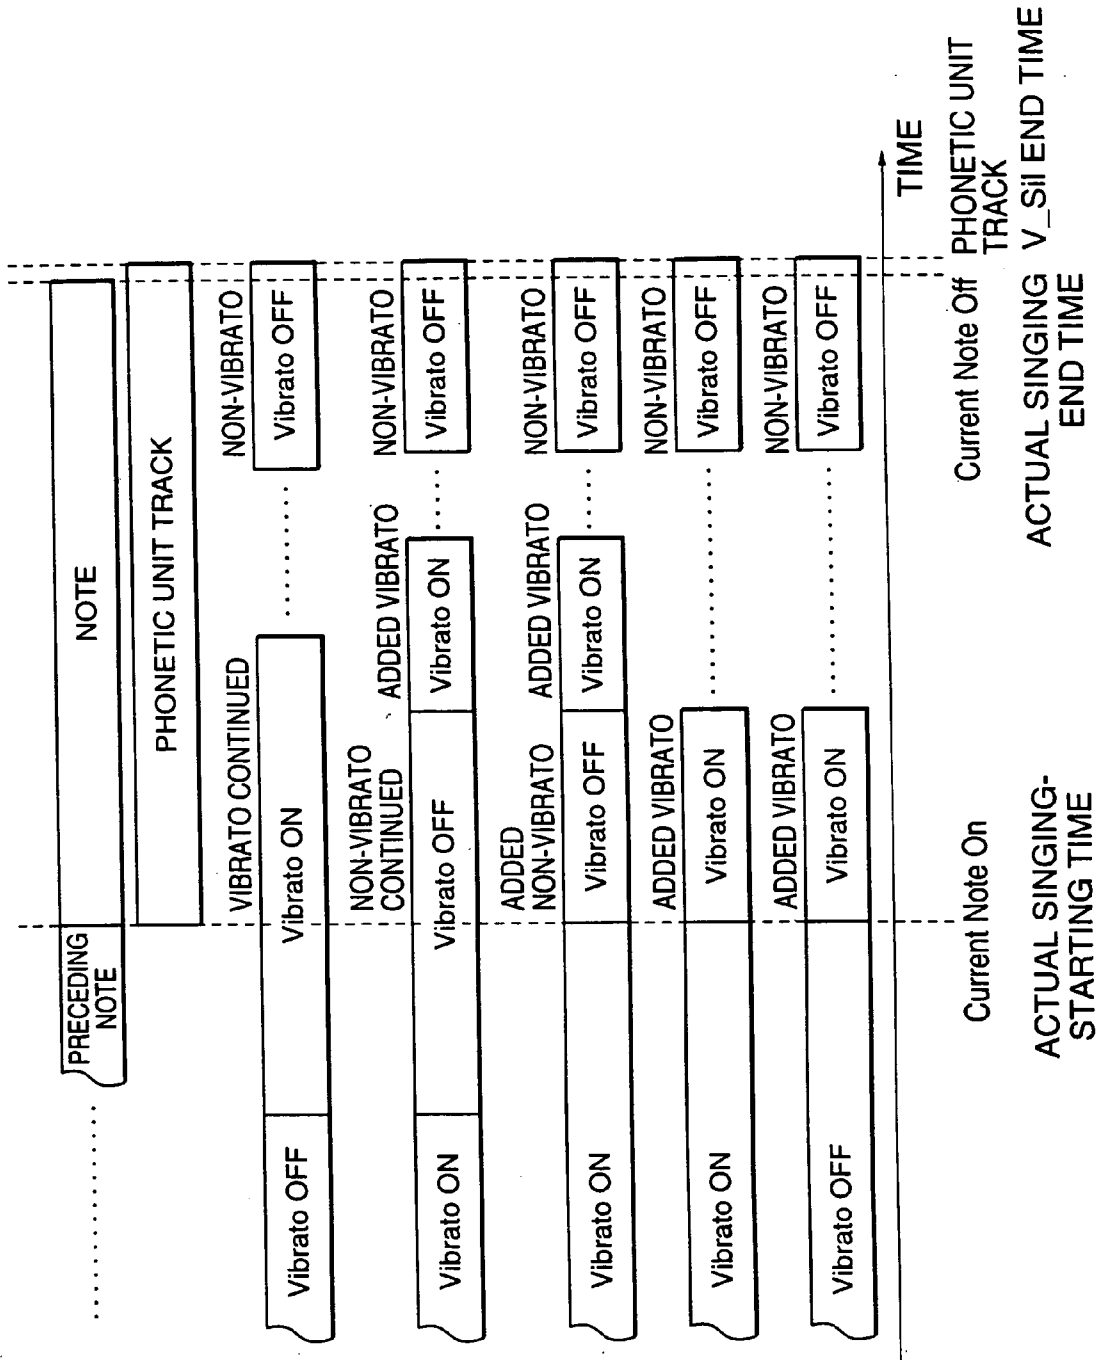 PRECEDING
NOTE
NOTE
PHONETIC UNIT TRACK
VIBRATO CONTINUED
NON-VIBRATO
Vibrato OFF
Vibrato ON
Vibrato OFF
NON-VIBRATO
CONTINUED
ADDED VIBRATO
NON-VIBRATO
Vibrato ON
Vibrato OFF
Vibrato ON
Vibrato OFF
ADDED
NON-VIBRATO
ADDED VIBRATO
NON-VIBRATO
Vibrato ON
Vibrato OFF
Vibrato ON
Vibrato OFF
ADDED VIBRATO
NON-VIBRATO
Vibrato ON
Vibrato ON
Vibrato OFF
ADDED VIBRATO
NON-VIBRATO
Vibrato OFF
Vibrato ON
Vibrato OFF
TIME
Current Note On
Current Note Off
PHONETIC UNIT
TRACK
ACTUAL SINGING-
STARTING TIME
ACTUAL SINGING
END TIME
V_Sil END TIME